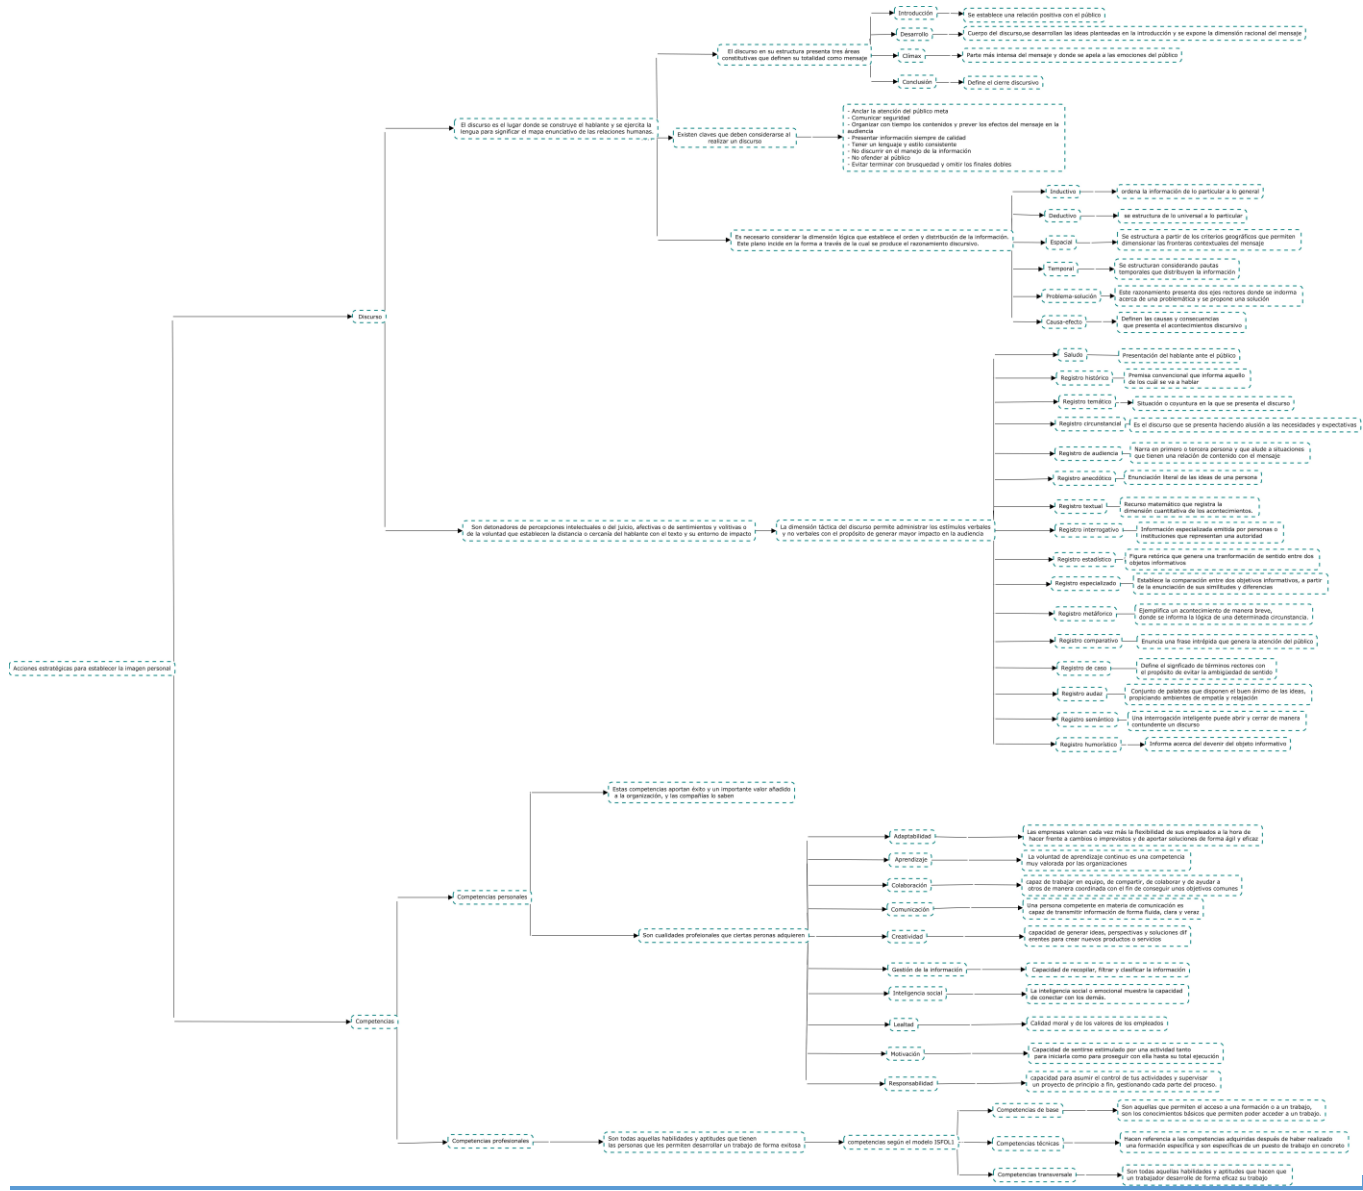 Introducción
Se establece una relación positiva con el público
Desarrollo
Cuerpo del discurso,se desarrollan las ideas planteadas en la introducción y se expone la dimensión racional del mensaje
El discurso en su estructura presenta tres áreas
constitutivas que definen su totalidad como mensaje
Clímax
Parte más intensa del mensaje y donde se apela a las emociones del público
Conclusión
Define el cierre discursivo
El discurso es el lugar donde se construye el hablante y se ejercita la
lengua para significar el mapa enunciativo de las relaciones humanas.
Existen claves que deben considerarse al
realizar un discurso
- Anclar la atención del público meta
- Comunicar seguridad
- Organizar con tiempo los contenidos y prever los efectos del mensaje en la
audiencia
- Presentar información siempre de calidad
- Tener un lenguaje y estilo consistente
- No discurrir en el manejo de la información
- No ofender al público
- Evitar terminar con brusquedad y omitir los finales dobles
Es necesario considerar la dimensión lógica que establece el orden y distribución de la información.
Este plano incide en la forma a través de la cual se produce el razonamiento discursivo.
Inductivo
ordena la información de lo particular a lo general
Deductivo
se estructura de lo universal a lo particular
Espacial
Se estructura a partir de los criterios geográficos que permiten
dimensionar las fronteras contextuales del mensaje
Temporal
Se estructuran considerando pautas
temporales que distribuyen la información
Problema-solución
Este razonamiento presenta dos ejes rectores donde se indorma
acerca de una problemática y se propone una solución
Causa-efecto
Definen las causas y consecuencias
que presenta el acontecimientos discursivo
Discurso
Saludo
Presentación del hablante ante el público
Registro histórico
Premisa convencional que informa aquello
de los cuál se va a hablar
Registro temático
Situación o coyuntura en la que se presenta el discurso
Registro circunstancial
Es el discurso que se presenta haciendo alusión a las necesidades y expectativas
Registro de audiencia
Narra en primero o tercera persona y que alude a situaciones
que tienen una relación de contenido con el mensaje
Registro anecdótico
Enunciación literal de las ideas de una persona
Registro textual
Recurso matemático que registra la
dimensión cuantitativa de los acontecimientos.
Son detonadores de percepciones intelectuales o del juicio, afectivas o de sentimientos y volitivas o
de la voluntad que establecen la distancia o cercanía del hablante con el texto y su entorno de impacto
La dimensión táctica del discurso permite administrar los estímulos verbales
y no verbales con el propósito de generar mayor impacto en la audiencia
Registro interrogativo
Información especializada emitida por personas o
instituciones que representan una autoridad
Registro estadístico
Figura retórica que genera una tranformación de sentido entre dos
objetos informativos
Registro especializado
Establece la comparación entre dos objetivos informativos, a partir
de la enunciación de sus similitudes y diferencias
Registro metáforico
Ejemplifica un acontecimiento de manera breve,
donde se informa la lógica de una determinada circunstancia.
Registro comparativo
Enuncia una frase intrépida que genera la atención del público
Registro de caso
Define el signficado de términos rectores con
el propósito de evitar la ambigüedad de sentido
Registro audaz
Conjunto de palabras que disponen el buen ánimo de las ideas,
propiciando ambientes de empatía y relajación
Registro semántico
Una interrogación inteligente puede abrir y cerrar de manera
contundente un discurso
Registro humorístico
Informa acerca del devenir del objeto informativo
Acciones estratégicas para establecer la imagen personal
Estas competencias aportan éxito y un importante valor añadido
a la organización, y las compañías lo saben
Competencias personales
Son cualidades profeionales que ciertas peronas adquieren
Adaptabilidad
Las empresas valoran cada vez más la flexibilidad de sus empleados a la hora de
hacer frente a cambios o imprevistos y de aportar soluciones de forma ágil y eficaz
Aprendizaje
La voluntad de aprendizaje continuo es una competencia
muy valorada por las organizaciones
Colaboración
capaz de trabajar en equipo, de compartir, de colaborar y de ayudar a
otros de manera coordinada con el fin de conseguir unos objetivos comunes
Comunicación
Una persona competente en materia de comunicación es
capaz de transmitir información de forma fluida, clara y veraz
Creatividad
capacidad de generar ideas, perspectivas y soluciones dif
erentes para crear nuevos productos o servicios
Gestión de la información
Capacidad de recopilar, filtrar y clasificar la información
Inteligencia social
La inteligencia social o emocional muestra la capacidad
de conectar con los demás.
Lealtad
Calidad moral y de los valores de los empleados
Motivación
Capacidad de sentirse estimulado por una actividad tanto
para iniciarla como para proseguir con ella hasta su total ejecución
Responsabilidad
capacidad para asumir el control de tus actividades y supervisar
un proyecto de principio a fin, gestionando cada parte del proceso.
Competencias
Competencias profesionales
Son todas aquellas habilidades y aptitudes que tienen
las personas que les permiten desarrollar un trabajo de forma exitosa
competencias según el modelo ISFOL1
Competencias de base
Son aquellas que permiten el acceso a una formación o a un trabajo,
son los conocimientos básicos que permiten poder acceder a un trabajo.
Competencias técnicas
Hacen referencia a las competencias adquiridas después de haber realizado
una formación específica y son específicas de un puesto de trabajo en concreto
Competencias transversale
Son todas aquellas habilidades y aptitudes que hacen que
un trabajador desarrolle de forma eficaz su trabajo